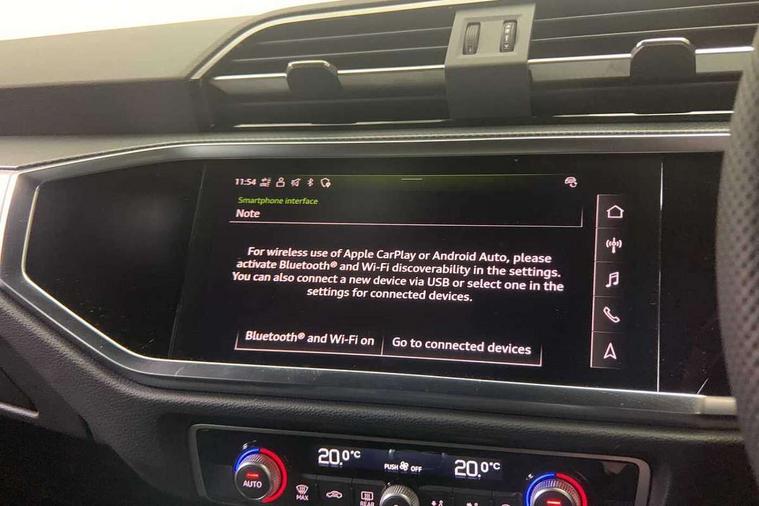 11:54
Smartphone interface
Note
For wireless use of Apple CarPlay or Android Auto, please
activate Bluetooth® and Wi-Fi discoverability in the settings.
You can also connect a new device via USB or select one in the
settings for connected devices.
Bluetooth® and Wi-Fi on
Go to connected devices
20.0°C
PUSH OFF
20.0°C
AUTO
MAX
REAR